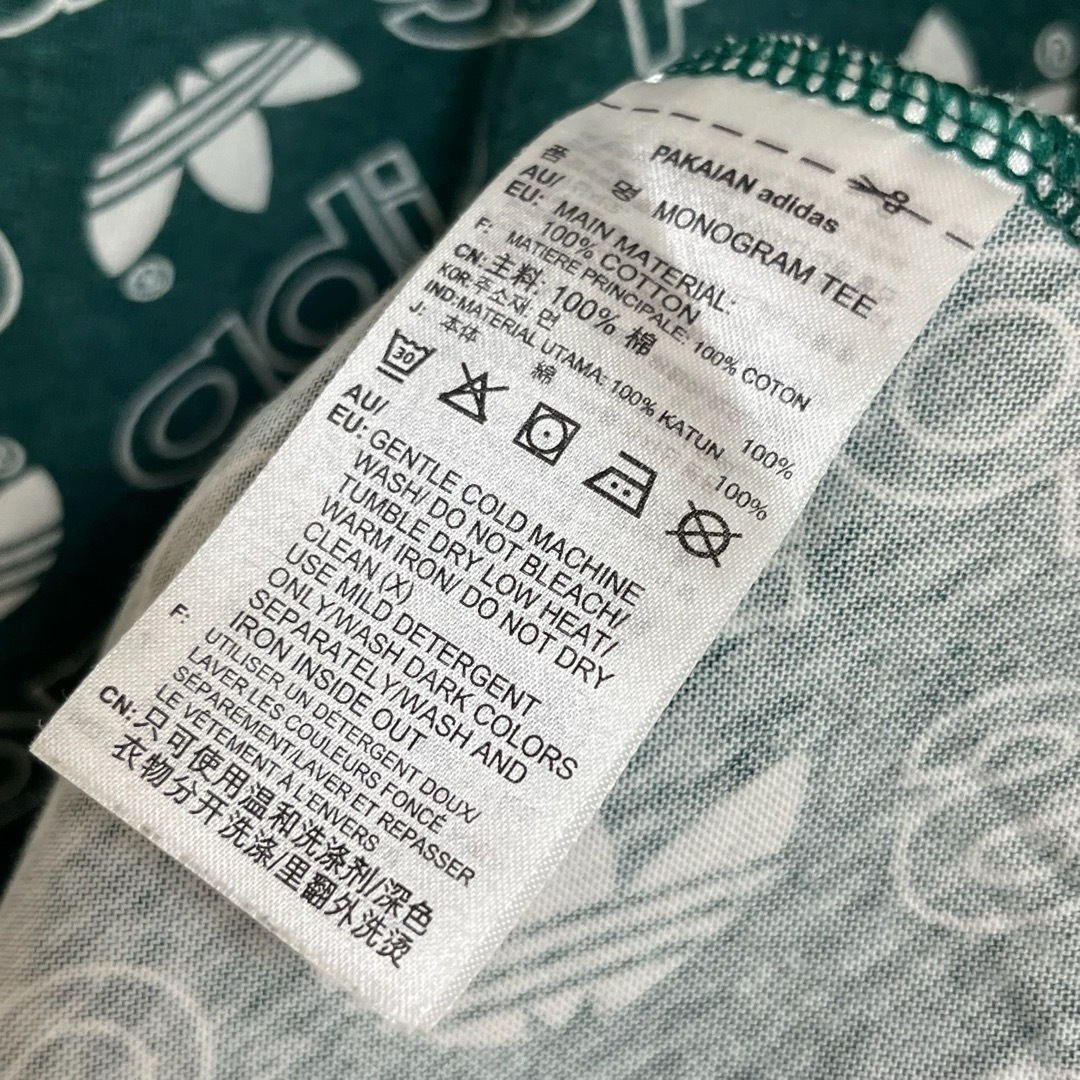 PAKAIAN adidas
품 명 MONOGRAM TEE
AU/
EU: MAIN MATERIAL:
100% COTTON
F: MATIERE PRINCIPALE: 100% COTON
CN: 主料: 100% 棉
KOR: 주소재: 면 100%
IND: MATERIAL UTAMA: 100% KATUN
J: 本体 綿 100%
30
AU/
EU: GENTLE COLD MACHINE
WASH/ DO NOT BLEACH/
TUMBLE DRY LOW HEAT/
WARM IRON/ DO NOT DRY
CLEAN (X)
USE MILD DETERGENT
ONLY/WASH DARK COLORS
SEPARATELY/WASH AND
IRON INSIDE OUT
F: UTILISER UN DETERGENT DOUX/
LAVER LES COULEURS FONCÉ
SÉPAREMENT/LAVER ET REPASSER
LE VÉTEMENT À L'ENVERS
CN: 只可使用温和洗涤剂/深色
衣物分开洗涤/里翻外洗烫
adi
®